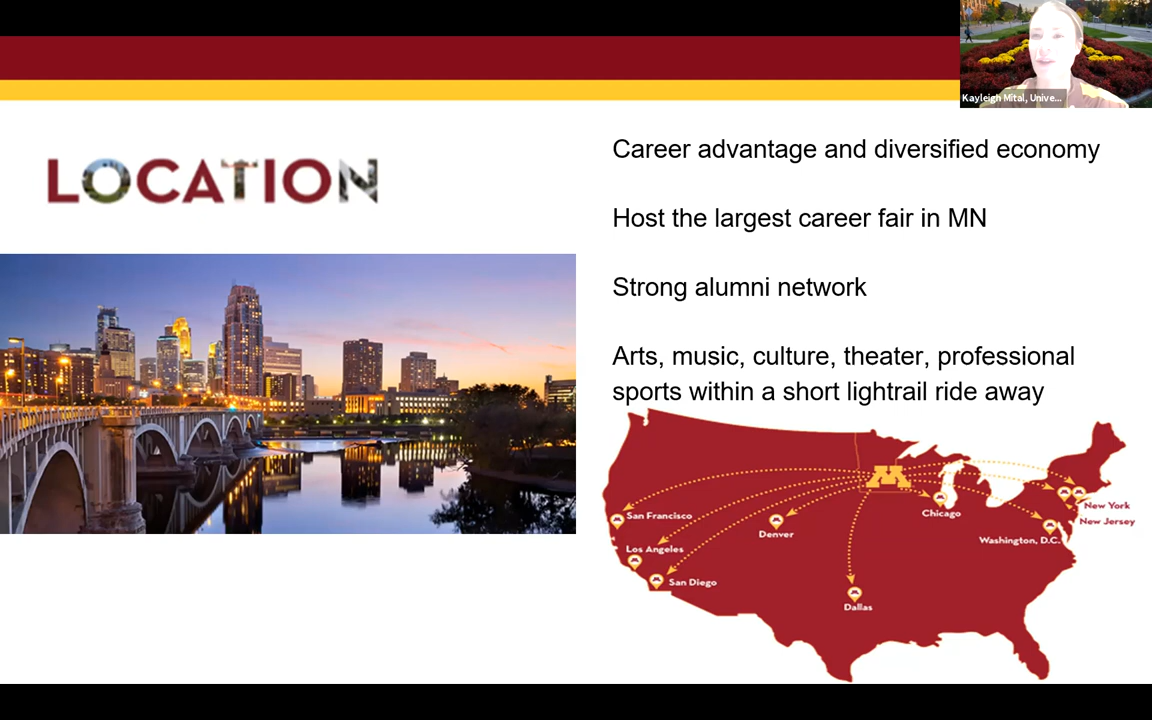 Kayleigh Mital, Unive...
LOCATION
Career advantage and diversified economy
Host the largest career fair in MN
Strong alumni network
Arts, music, culture, theater, professional
sports within a short lightrail ride away
M
San Francisco
Los Angeles
San Diego
Denver
Dallas
Chicago
Washington, D.C.
New York
New Jersey